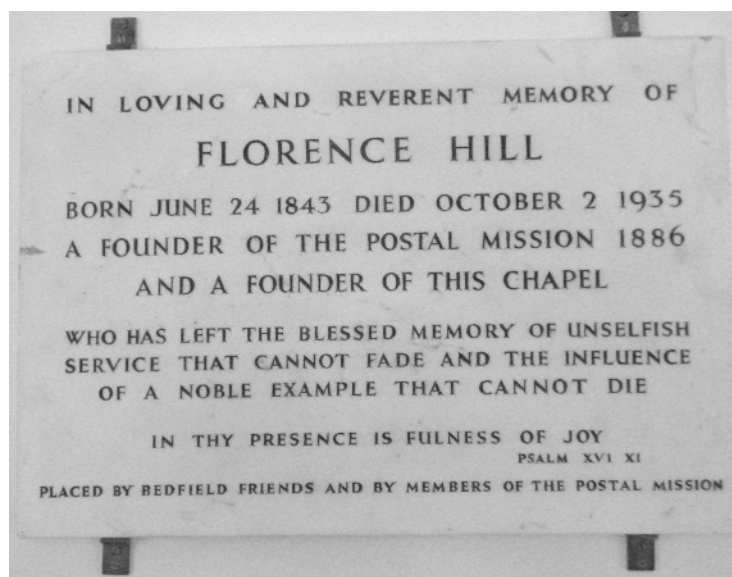 IN LOVING AND REVERENT MEMORY OF
FLORENCE HILL
BORN JUNE 24 1843 DIED OCTOBER 2 1935
A FOUNDER OF THE POSTAL MISSION 1886
AND A FOUNDER OF THIS CHAPEL
WHO HAS LEFT THE BLESSED MEMORY OF UNSELFISH
SERVICE THAT CANNOT FADE AND THE INFLUENCE
OF A NOBLE EXAMPLE THAT CANNOT DIE
IN THY PRESENCE IS FULNESS OF JOY
PSALM XVI XI
PLACED BY BEDFIELD FRIENDS AND BY MEMBERS OF THE POSTAL MISSION